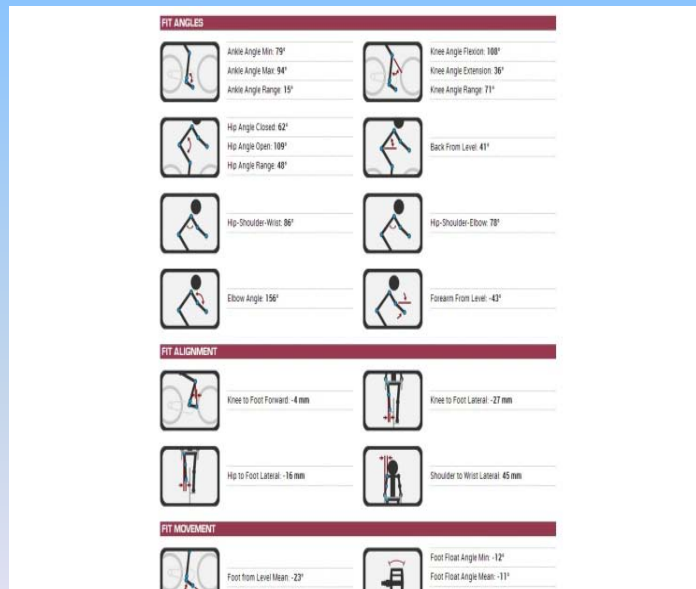 FIT ANGLES
Ankle Angle Min: 79°
Ankle Angle Max: 94°
Ankle Angle Range: 15°
Knee Angle Flexion: 108°
Knee Angle Extension: 36°
Knee Angle Range: 71°
Hip Angle Closed: 62°
Hip Angle Open: 109°
Hip Angle Range: 48°
Back From Level: 41°
Hip-Shoulder-Wrist: 86°
Hip-Shoulder-Elbow: 78°
Elbow Angle: 156°
Forearm From Level: -43°
FIT ALIGNMENT
Knee to Foot Forward: -4 mm
Knee to Foot Lateral: -27 mm
Hip to Foot Lateral: -16 mm
Shoulder to Wrist Lateral: 45 mm
FIT MOVEMENT
Foot from Level Mean: -23°
Foot Float Angle Min: -12°
Foot Float Angle Mean: -11°